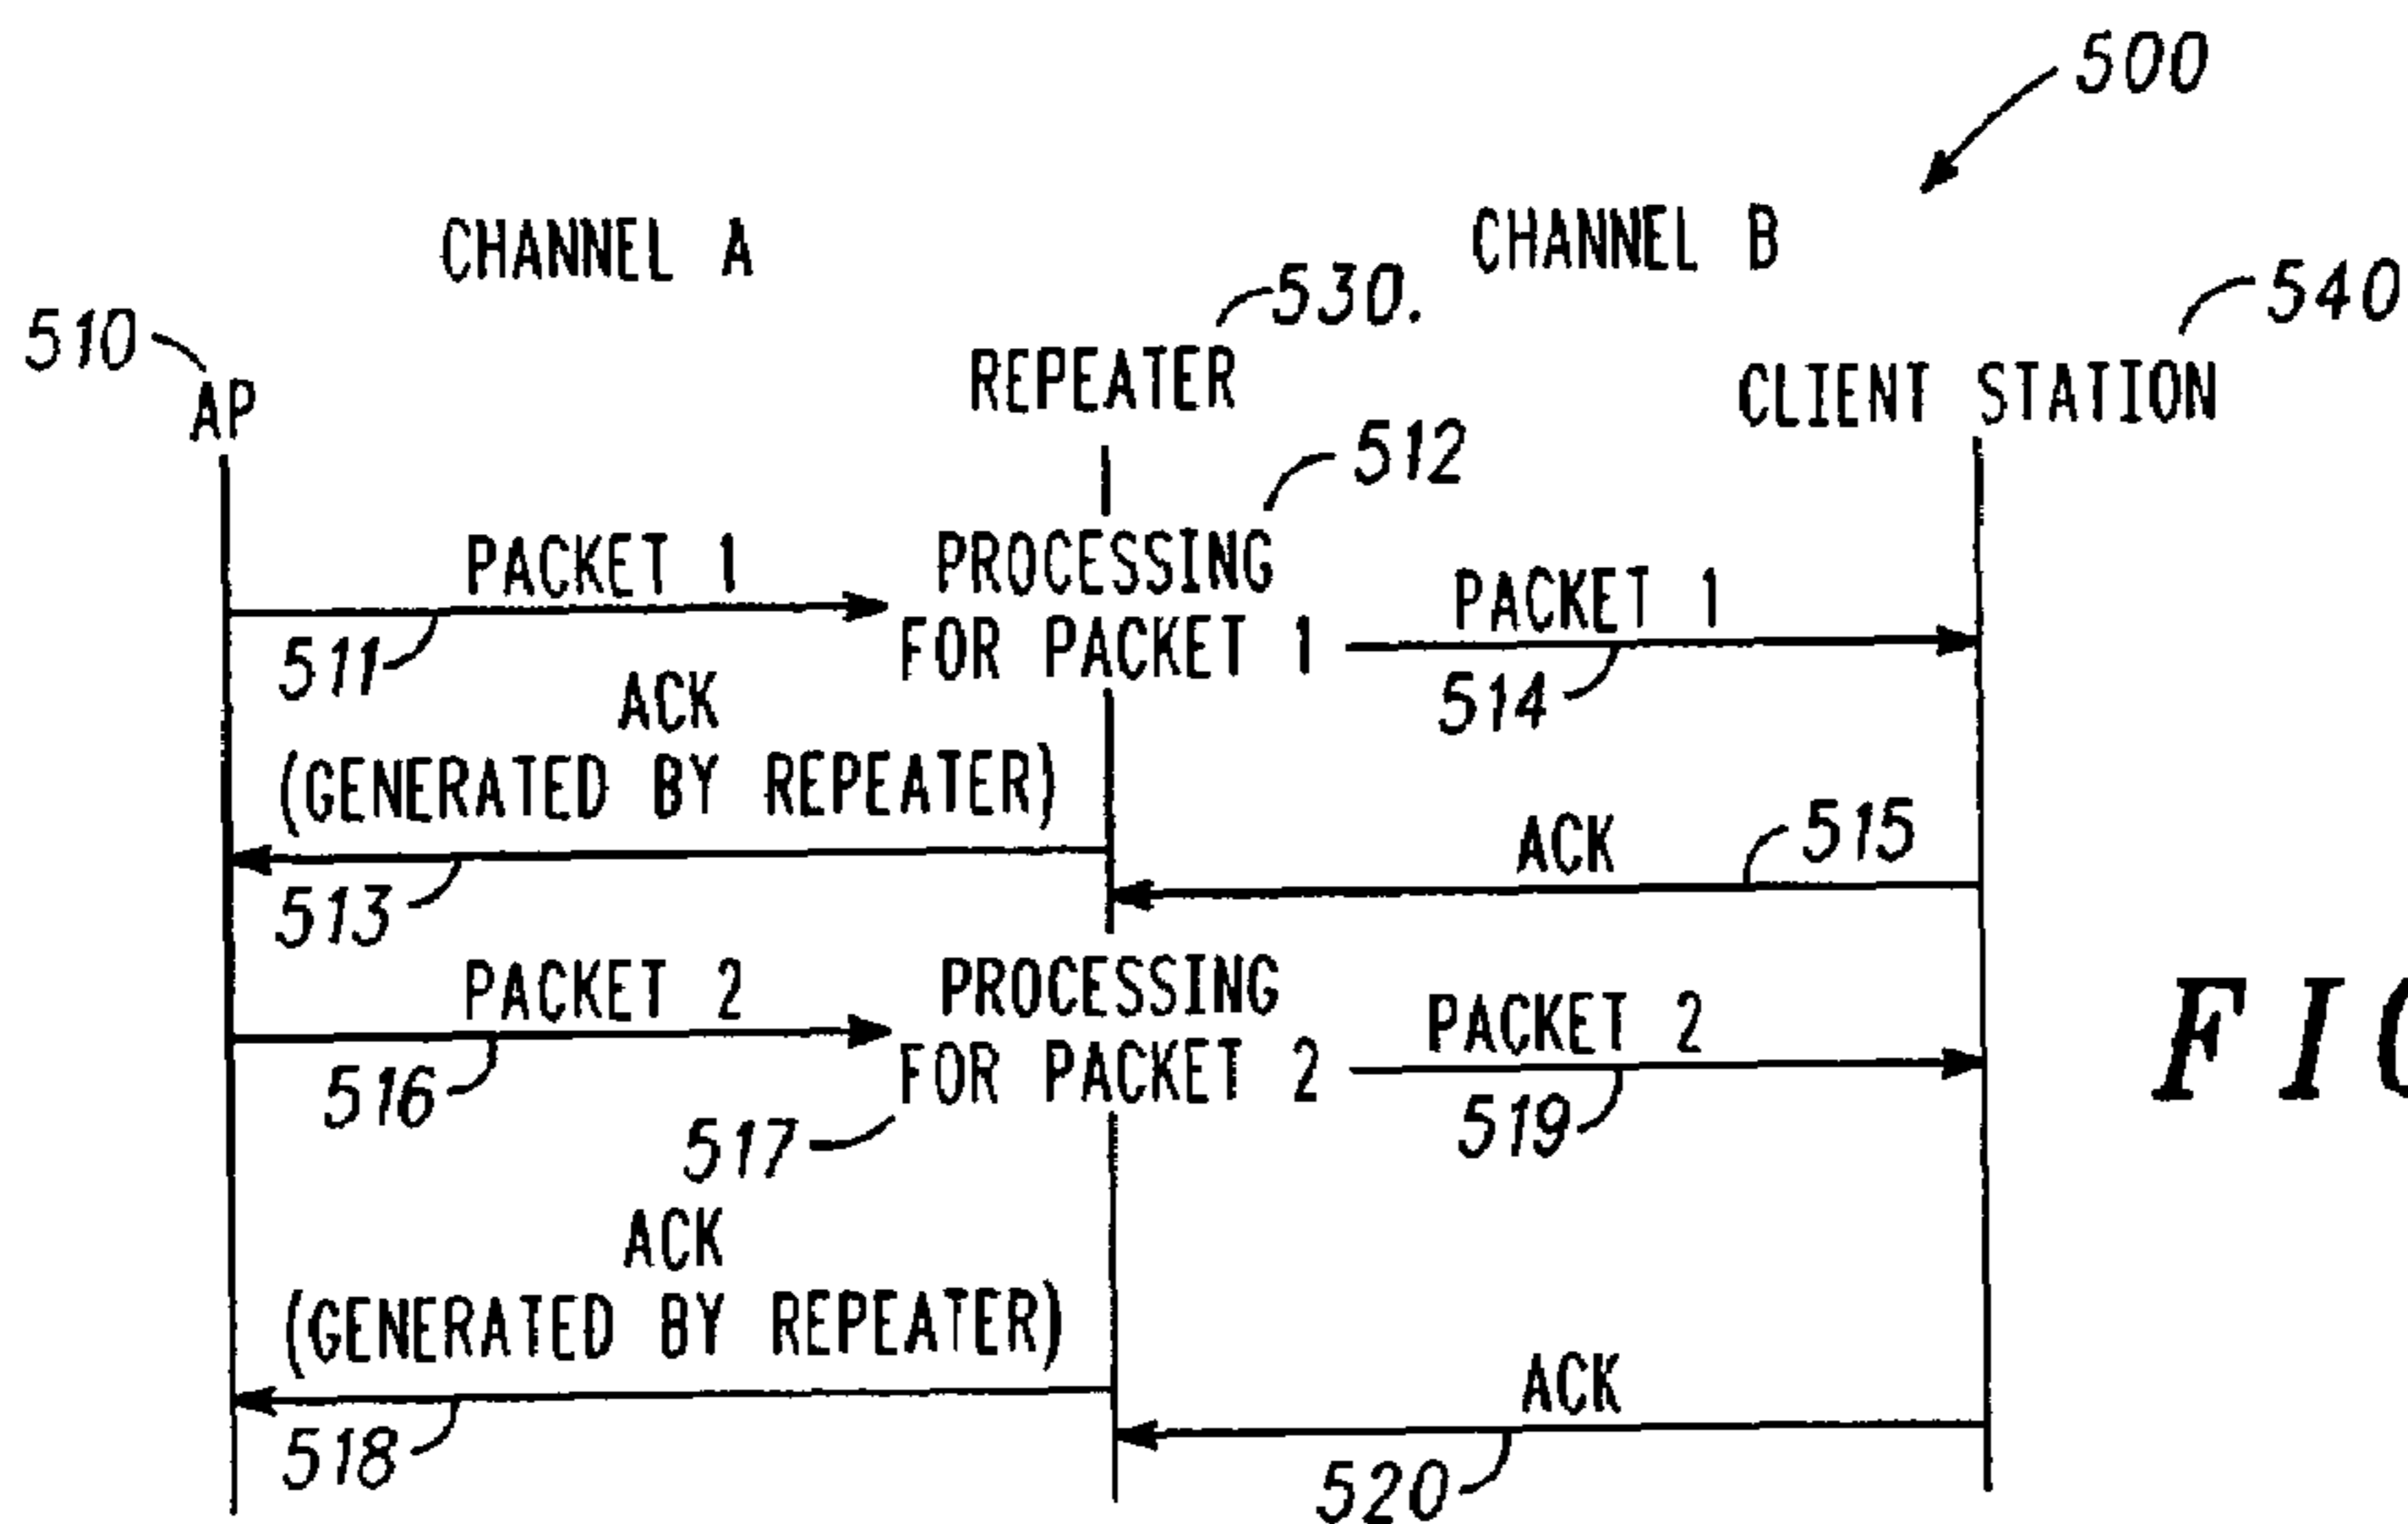 500
CHANNEL A
CHANNEL B
510
530.
540
AP
REPEATER
CLIENT STATION
512
PACKET 1
PROCESSING
FOR PACKET 1
PACKET 1
511
514
ACK
(GENERATED BY REPEATER)
ACK
515
513
PACKET 2
PROCESSING
FOR PACKET 2
PACKET 2
516
517
519
ACK
(GENERATED BY REPEATER)
ACK
518
520